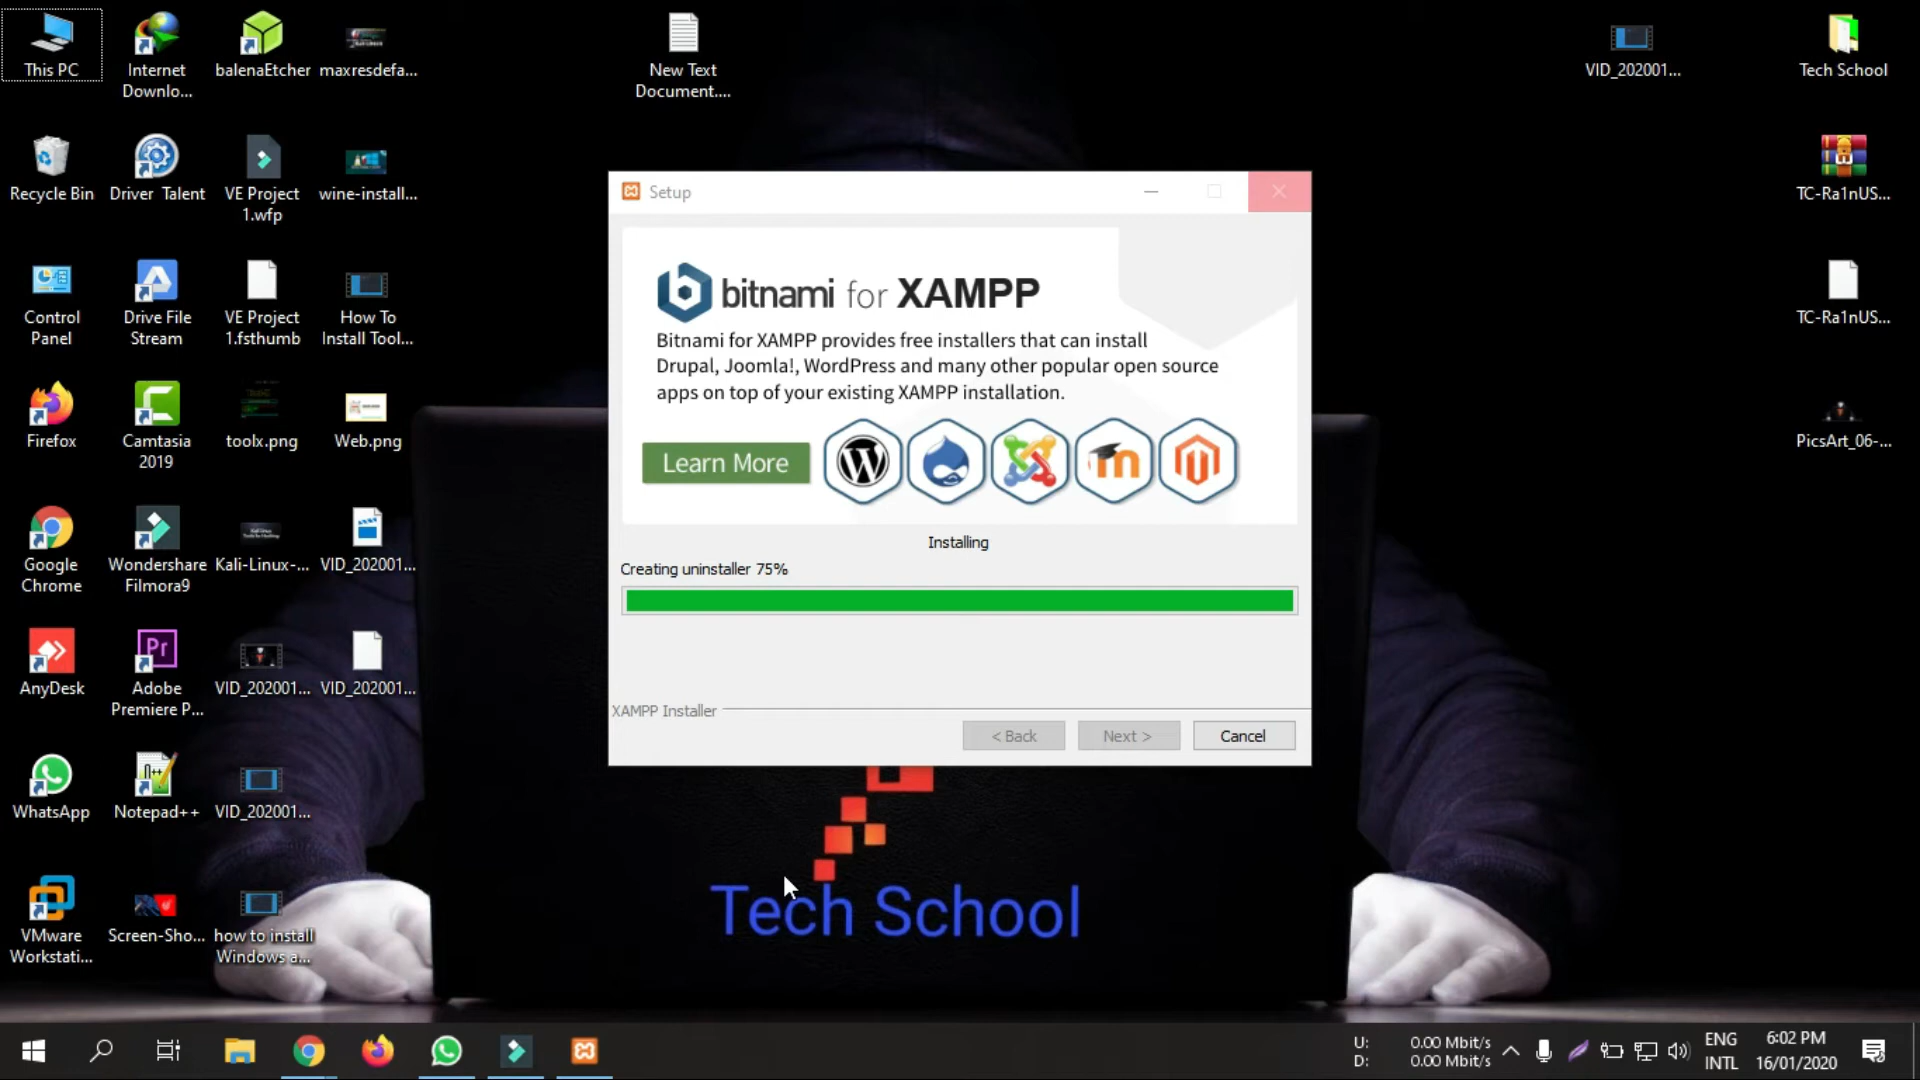 This PC
Internet
Downlo...
balenaEtcher
maxresdefa...
New Text
Document....
VID_202001...
Tech School
Recycle Bin
Driver Talent
VE Project
1.wfp
wine-install...
TC-Ra1nUS...
Control
Panel
Drive File
Stream
VE Project
1.fsthumb
How To
Install Tool...
TC-Ra1nUS...
Firefox
Camtasia
2019
toolx.png
Web.png
PicsArt_06-...
Google
Chrome
Wondershare
Filmora9
Kali-Linux-...
VID_202001...
AnyDesk
Adobe
Premiere P...
VID_202001...
VID_202001...
WhatsApp
Notepad++
VID_202001...
VMware
Workstati...
Screen-Sho...
how to install
Windows a...
Setup
bitnami for XAMPP
Bitnami for XAMPP provides free installers that can install
Drupal, Joomla!, WordPress and many other popular open source
apps on top of your existing XAMPP installation.
Learn More
Installing
Creating uninstaller 75%
XAMPP Installer
< Back
Next >
Cancel
Tech School
U: 0.00 Mbit/s
D: 0.00 Mbit/s
ENG
INTL
6:02 PM
16/01/2020